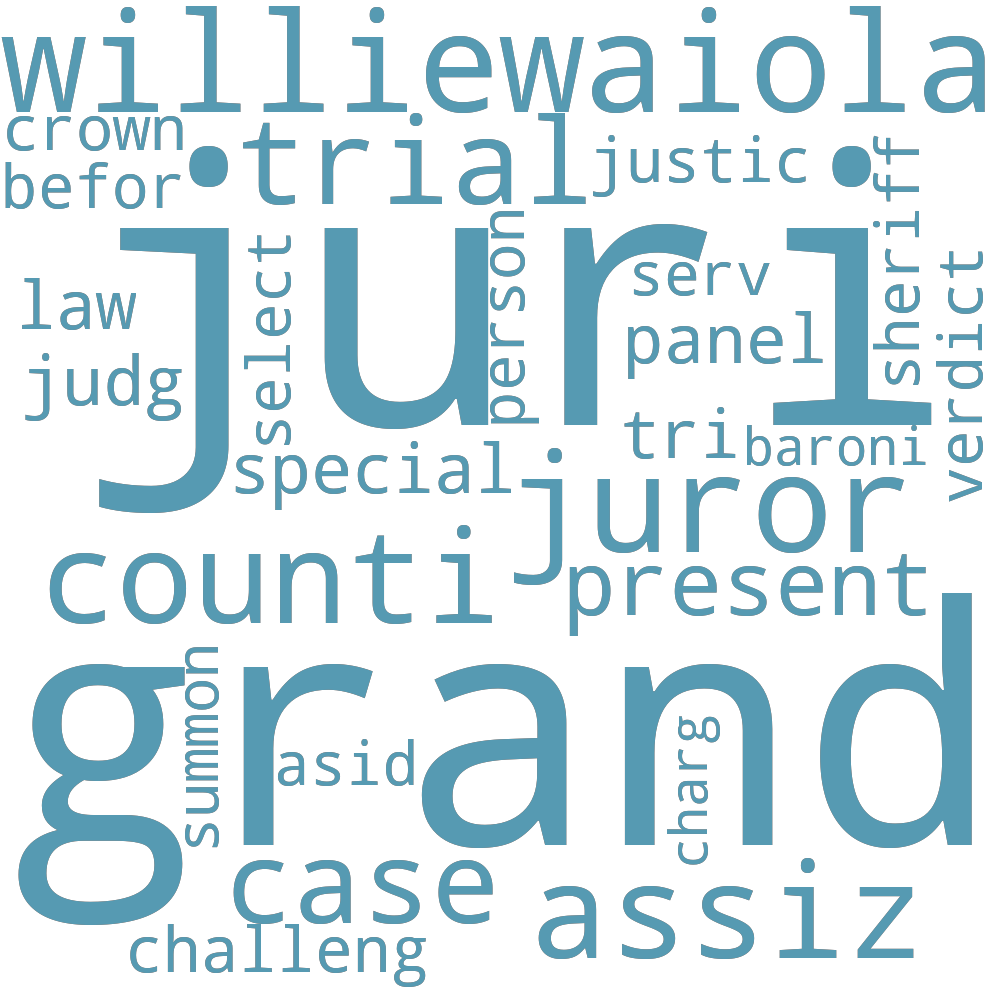 williewaiola
crown
trial
justic
befor
sheriff
juri
select
person
serv
verdict
law
panel
judg
tri
baroni
special
juror
counti
present
grand
summon
asid
charg
case
assiz
challeng